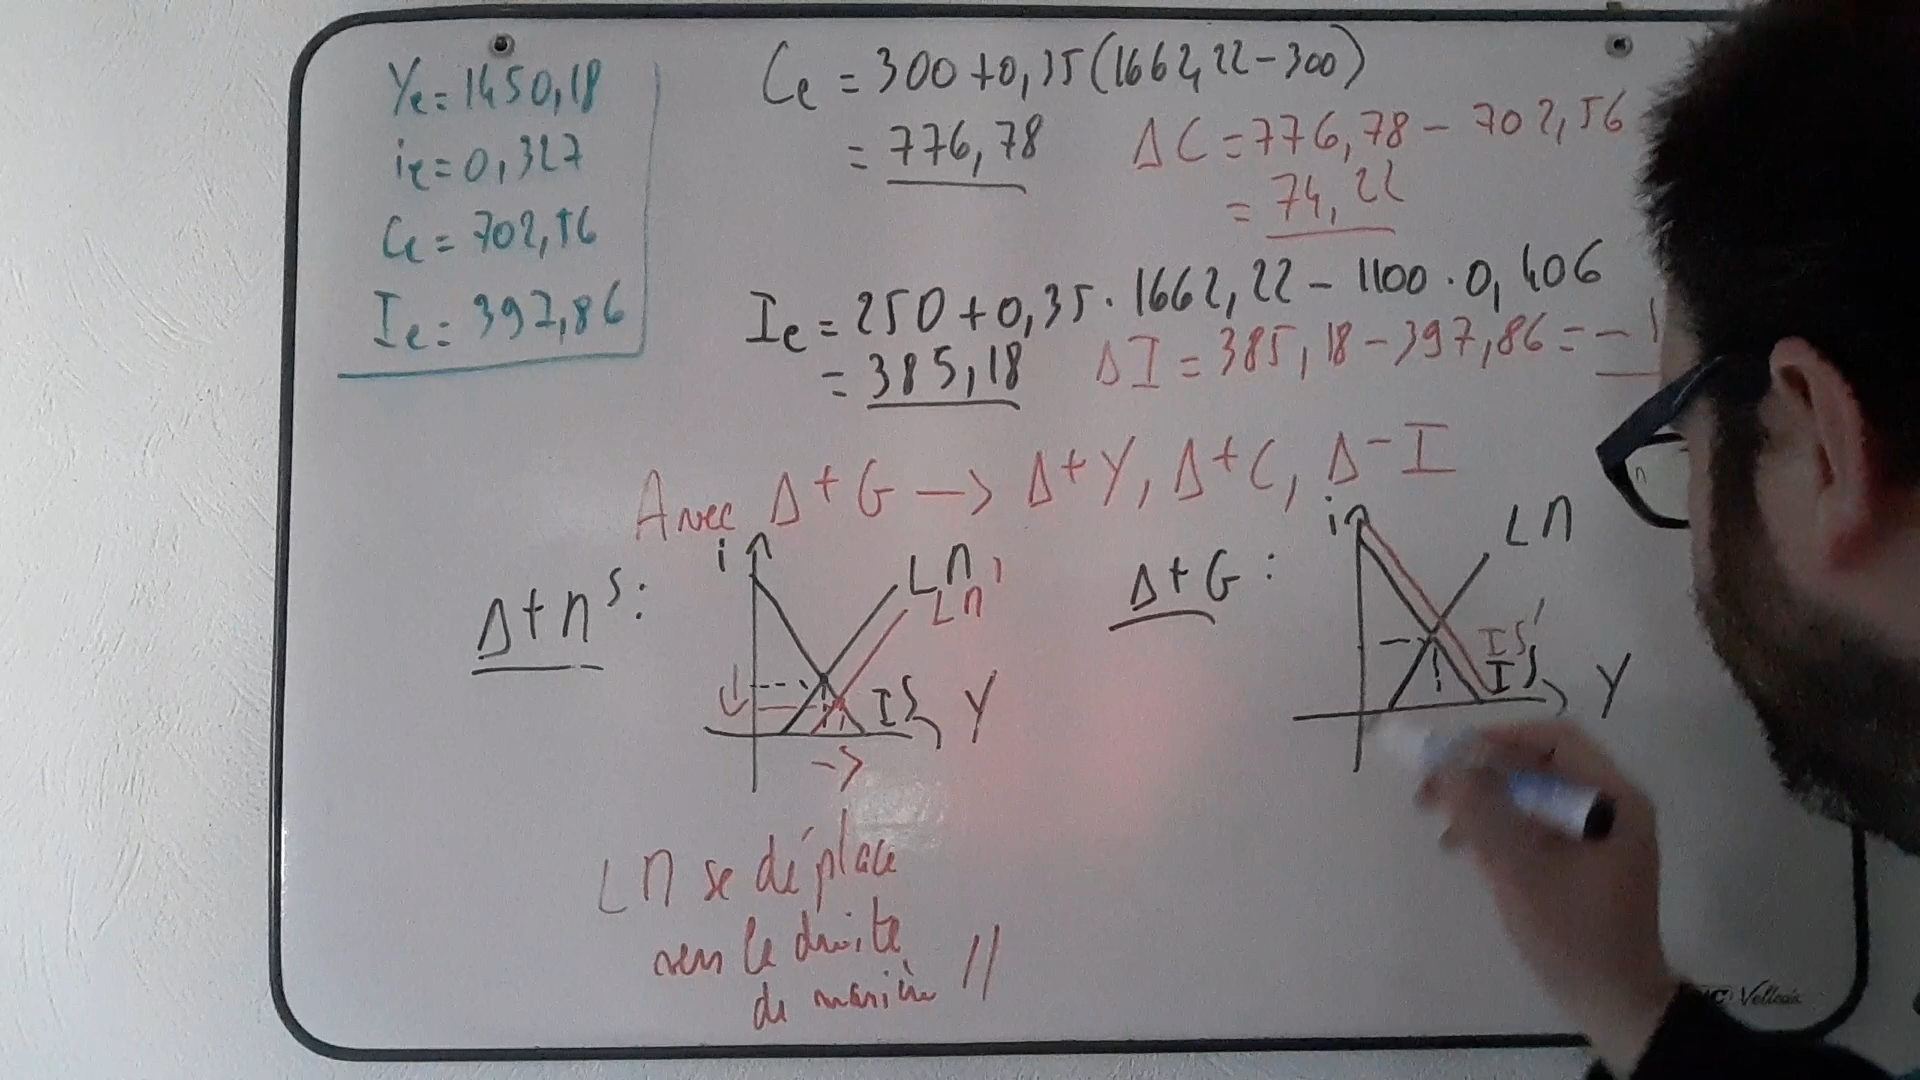 Ye = 1450,18
ie = 0,327
Ce = 702,56
Ie = 397,86
Ce = 300 + 0,35(1662,22 - 300)
= 776,78
ΔC = 776,78 - 702,56
= 74,22
Ie = 250 + 0,35 · 1662,22 - 1100 · 0,406
= 385,18
ΔI = 385,18 - 397,86 = -1
Avec Δ+G -> Δ+Y, Δ+C, Δ-I
Δ+M^S:
i
LM
LM'
IS
Y
->
LM se déplace
vers la droite
de manière //
Δ+G :
i
LM
IS'
IS
Y